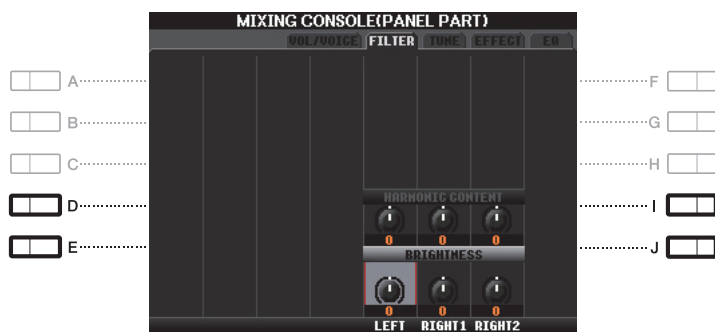 MIXING CONSOLE(PANEL PART)
VOL/VOICE FILTER TUNE EFFECT EQ
A F
B G
C H
D I
E J
HARMONIC CONTENT
0 0 0
BRIGHTNESS
0 0 0
LEFT RIGHT1 RIGHT2